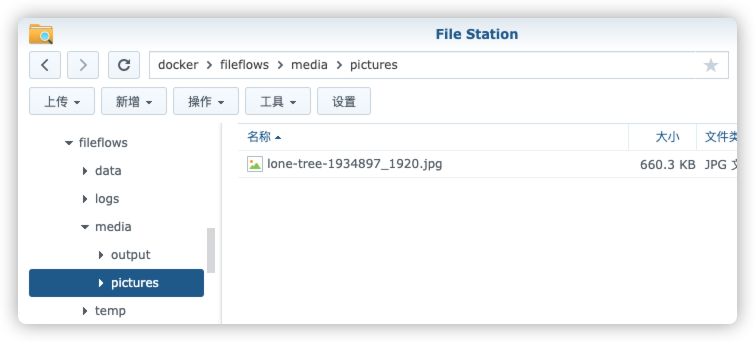 File Station
docker > fileflows > media > pictures
上传 新增 操作 工具 设置
fileflows
data
logs
media
output
pictures
temp
名称 大小 文件类
lone-tree-1934897_1920.jpg 660.3 KB JPG